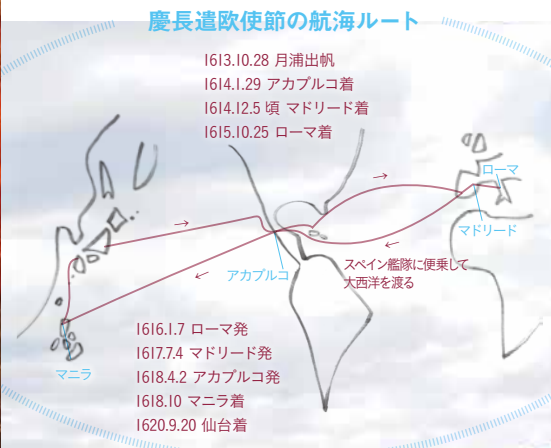 慶長遣欧使節の航海ルート
1613.10.28 月浦出帆
1614.1.29 アカプルコ着
1614.12.5 頃 マドリード着
1615.10.25 ローマ着
ローマ
マドリード
アカプルコ
スペイン艦隊に便乗して
大西洋を渡る
マニラ
1616.1.7 ローマ発
1617.7.4 マドリード発
1618.4.2 アカプルコ発
1618.10 マニラ着
1620.9.20 仙台着